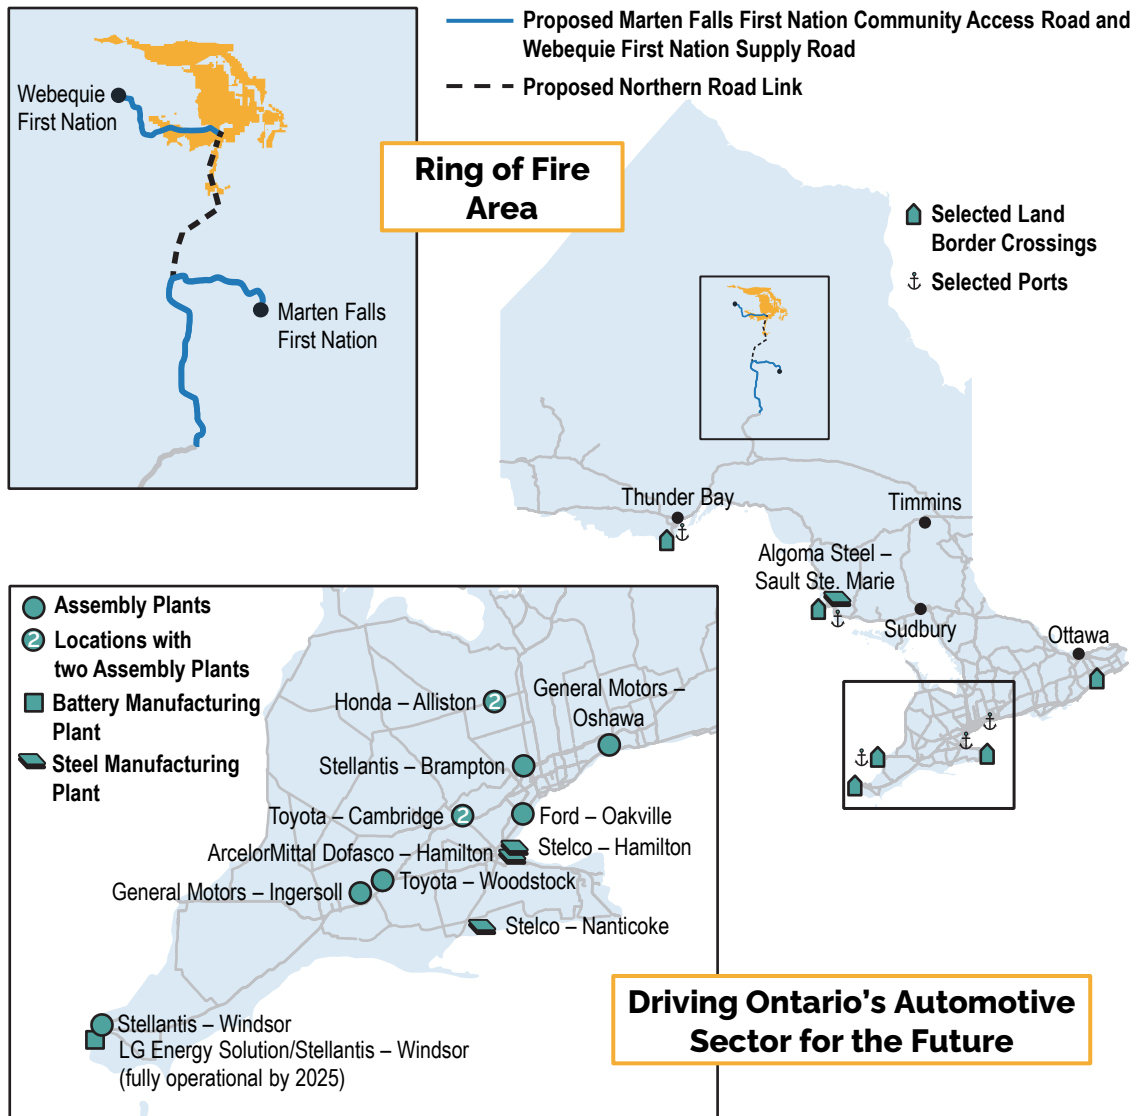 Proposed Marten Falls First Nation Community Access Road and
Webequie First Nation Supply Road
Proposed Northern Road Link
Webequie
First Nation
Ring of Fire
Area
Marten Falls
First Nation
Selected Land
Border Crossings
Selected Ports
Thunder Bay
Timmins
Algoma Steel –
Sault Ste. Marie
Sudbury
Ottawa
Assembly Plants
2
Locations with
two Assembly Plants
Battery Manufacturing
Plant
Steel Manufacturing
Plant
Honda – Alliston
2
General Motors –
Oshawa
Stellantis – Brampton
Toyota – Cambridge
2
Ford – Oakville
ArcelorMittal Dofasco – Hamilton
Stelco – Hamilton
General Motors – Ingersoll
Toyota – Woodstock
Stelco – Nanticoke
Stellantis – Windsor
LG Energy Solution/Stellantis – Windsor
(fully operational by 2025)
Driving Ontario's Automotive
Sector for the Future